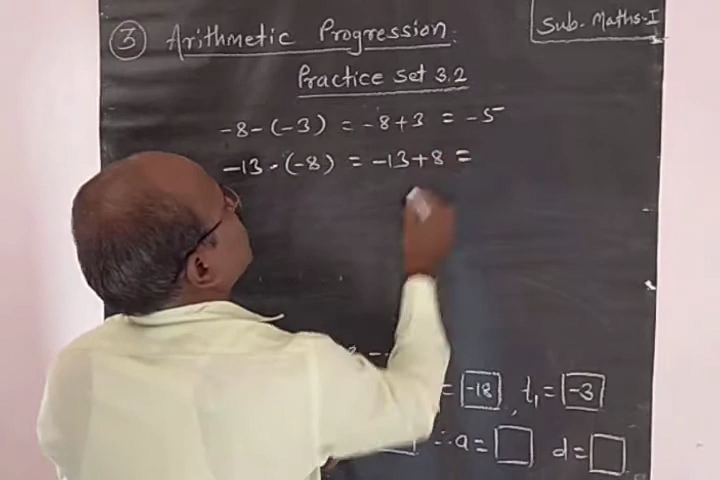 ③ Arithmetic Progression
Sub. Maths-I
Practice Set 3.2
-8-(-3) = -8+3 = -5
-13-(-8) = -13+8 =
= -18 , t₁ = -3
∴ a = d =